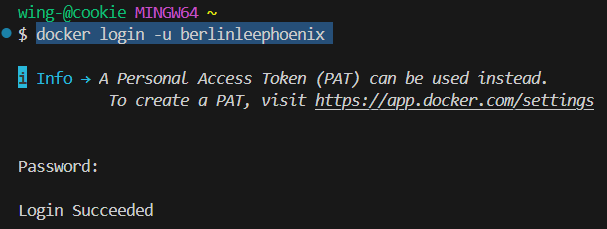 wing-@cookie MINGW64 ~
$ docker login -u berlinleephoenix
i Info → A Personal Access Token (PAT) can be used instead.
To create a PAT, visit https://app.docker.com/settings
Password:
Login Succeeded